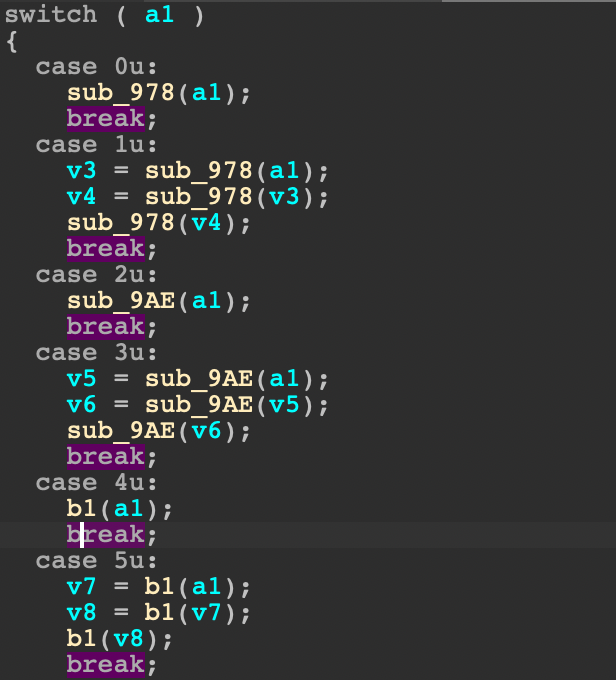 switch ( a1 )
{
case 0u:
sub_978(a1);
break;
case 1u:
v3 = sub_978(a1);
v4 = sub_978(v3);
sub_978(v4);
break;
case 2u:
sub_9AE(a1);
break;
case 3u:
v5 = sub_9AE(a1);
v6 = sub_9AE(v5);
sub_9AE(v6);
break;
case 4u:
b1(a1);
break;
case 5u:
v7 = b1(a1);
v8 = b1(v7);
b1(v8);
break;